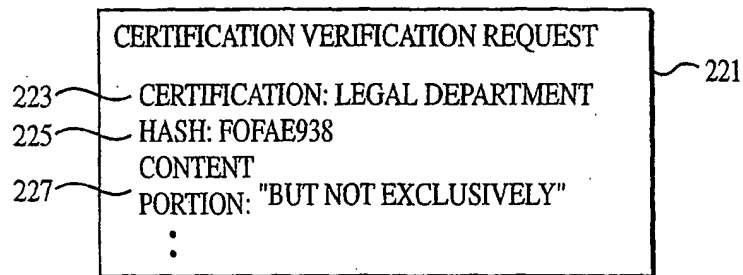 CERTIFICATION VERIFICATION REQUEST
221
223 CERTIFICATION: LEGAL DEPARTMENT
225 HASH: FOFAE938
CONTENT
227 PORTION: "BUT NOT EXCLUSIVELY"